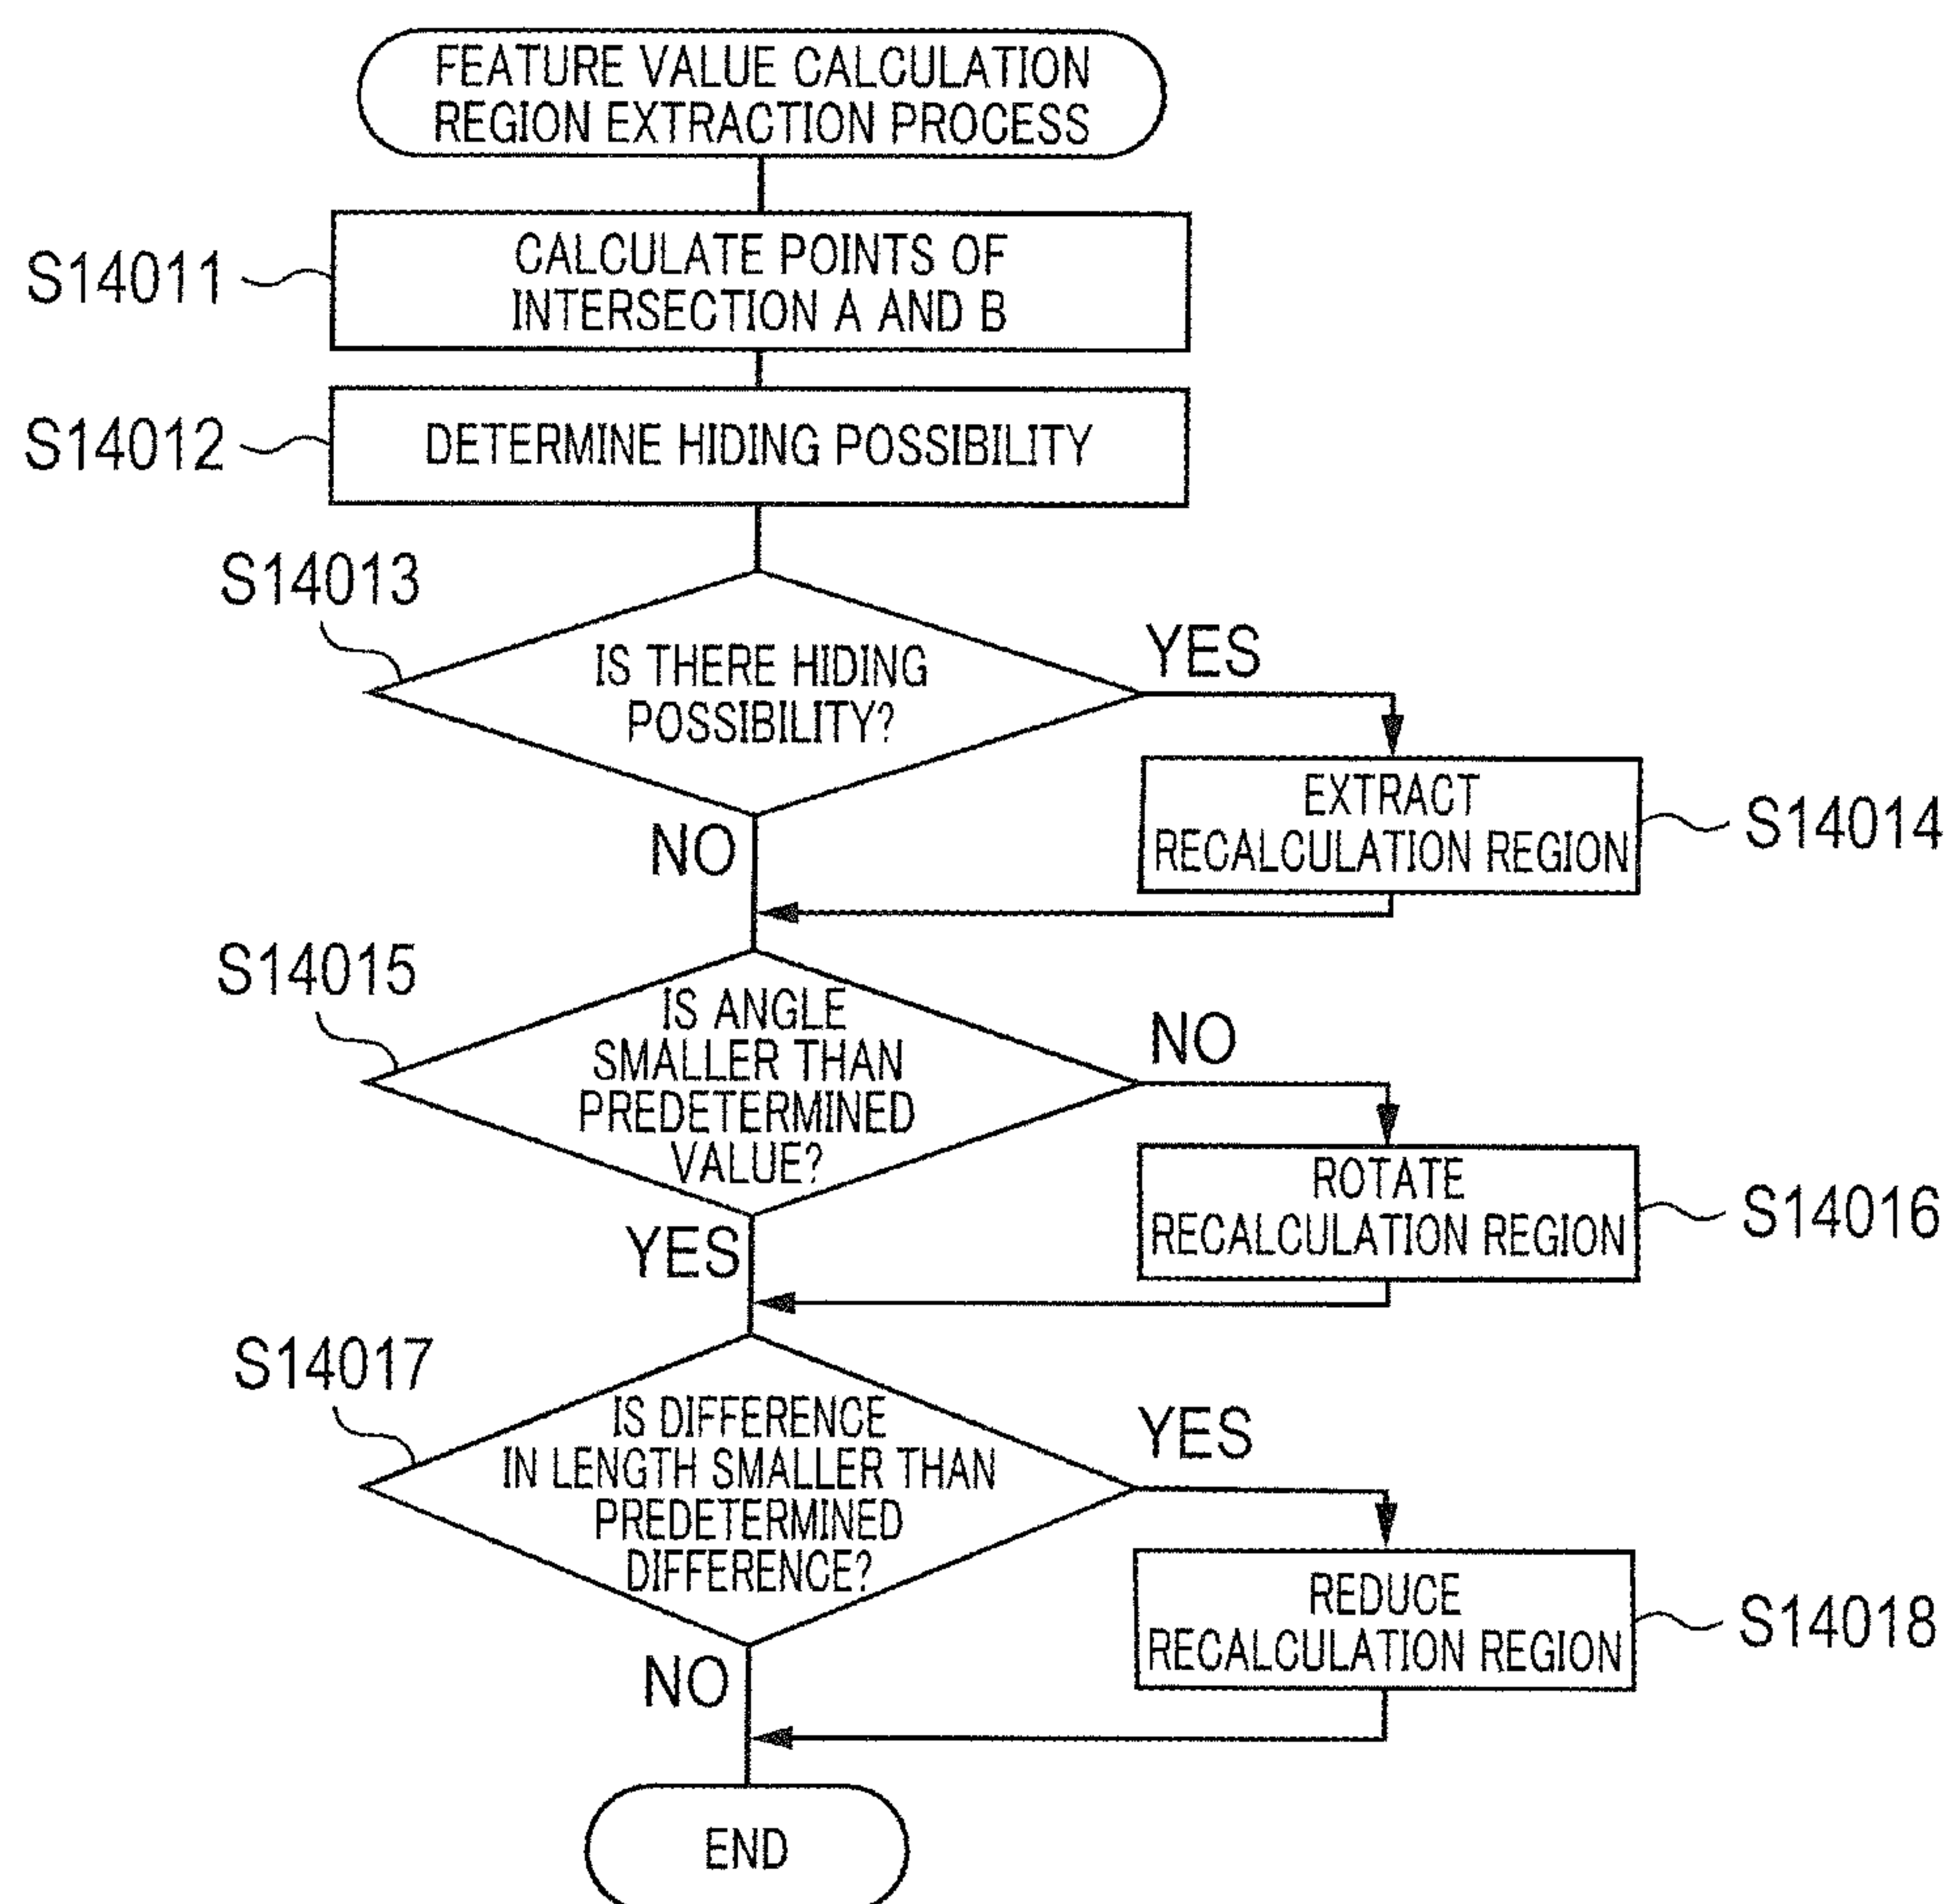 FEATURE VALUE CALCULATION
REGION EXTRACTION PROCESS
S14011
CALCULATE POINTS OF
INTERSECTION A AND B
S14012
DETERMINE HIDING POSSIBILITY
S14013
IS THERE HIDING
POSSIBILITY?
YES
NO
EXTRACT
RECALCULATION REGION
S14014
S14015
IS ANGLE
SMALLER THAN
PREDETERMINED
VALUE?
NO
YES
ROTATE
RECALCULATION REGION
S14016
S14017
IS DIFFERENCE
IN LENGTH SMALLER THAN
PREDETERMINED
DIFFERENCE?
YES
NO
REDUCE
RECALCULATION REGION
S14018
END